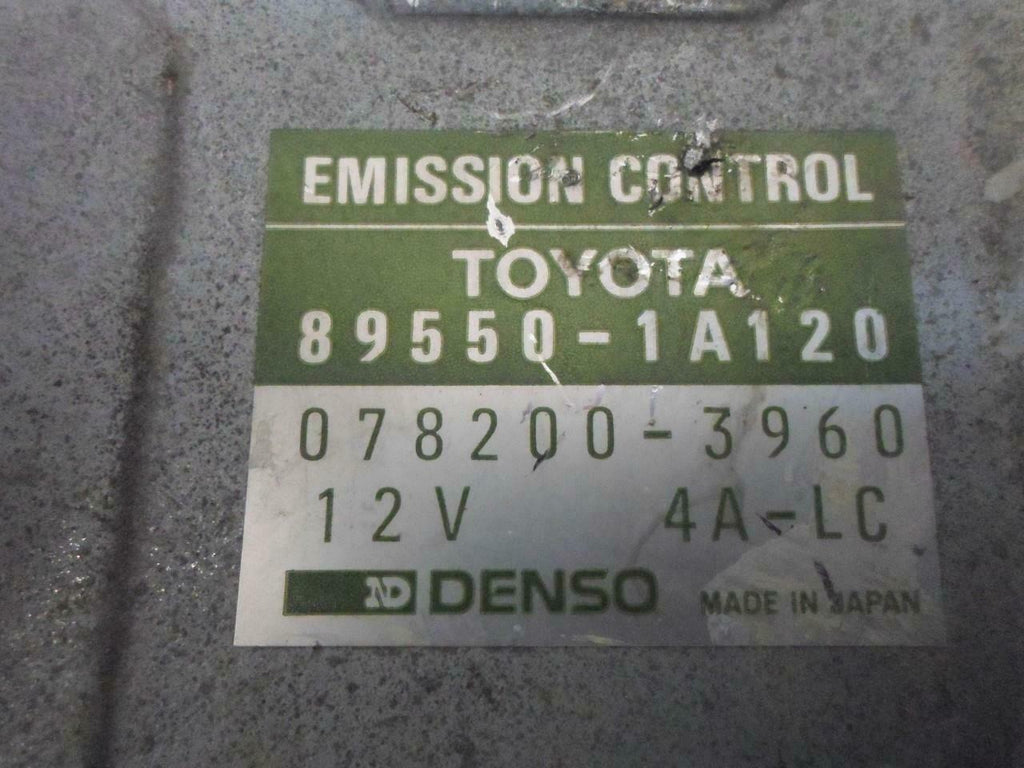 EMISSION CONTROL
TOYOTA
89550-1A120
078200-3960
12V 4A-LC
ND DENSO MADE IN JAPAN